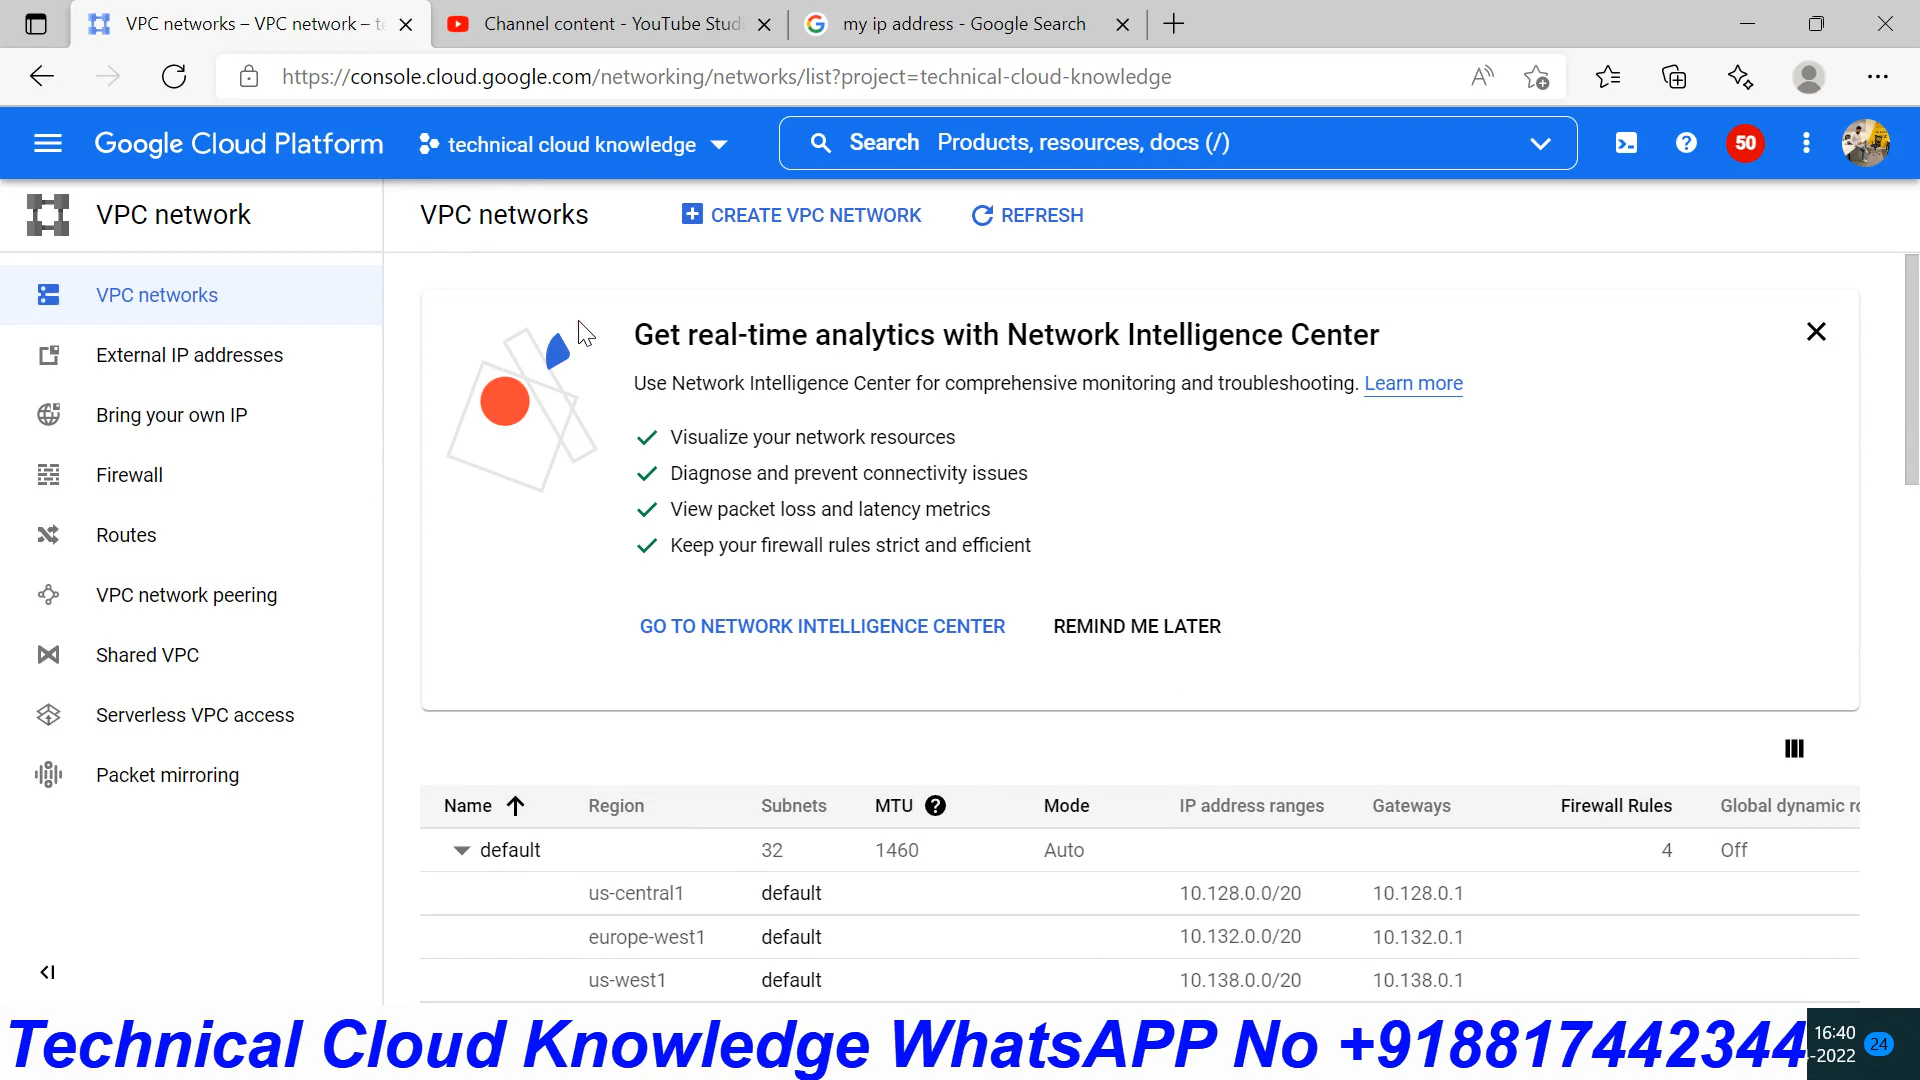 VPC networks – VPC network – te
Channel content - YouTube Studi
my ip address - Google Search
https://console.cloud.google.com/networking/networks/list?project=technical-cloud-knowledge
Google Cloud Platform
technical cloud knowledge
Search Products, resources, docs (/)
50
VPC network
VPC networks
CREATE VPC NETWORK
REFRESH
VPC networks
External IP addresses
Bring your own IP
Firewall
Routes
VPC network peering
Shared VPC
Serverless VPC access
Packet mirroring
Get real-time analytics with Network Intelligence Center
Use Network Intelligence Center for comprehensive monitoring and troubleshooting. Learn more
Visualize your network resources
Diagnose and prevent connectivity issues
View packet loss and latency metrics
Keep your firewall rules strict and efficient
GO TO NETWORK INTELLIGENCE CENTER REMIND ME LATER
Name Region Subnets MTU Mode IP address ranges Gateways Firewall Rules Global dynamic ro
default 32 1460 Auto 4 Off
us-central1 default 10.128.0.0/20 10.128.0.1
europe-west1 default 10.132.0.0/20 10.132.0.1
us-west1 default 10.138.0.0/20 10.138.0.1
Technical Cloud Knowledge WhatsAPP No +918817442344
16:40
-2022
24